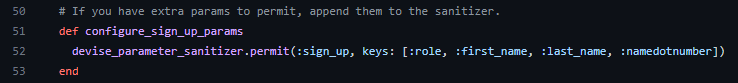 50 # If you have extra params to permit, append them to the sanitizer.
51 def configure_sign_up_params
52 devise_parameter_sanitizer.permit(:sign_up, keys: [:role, :first_name, :last_name, :namedotnumber])
53 end